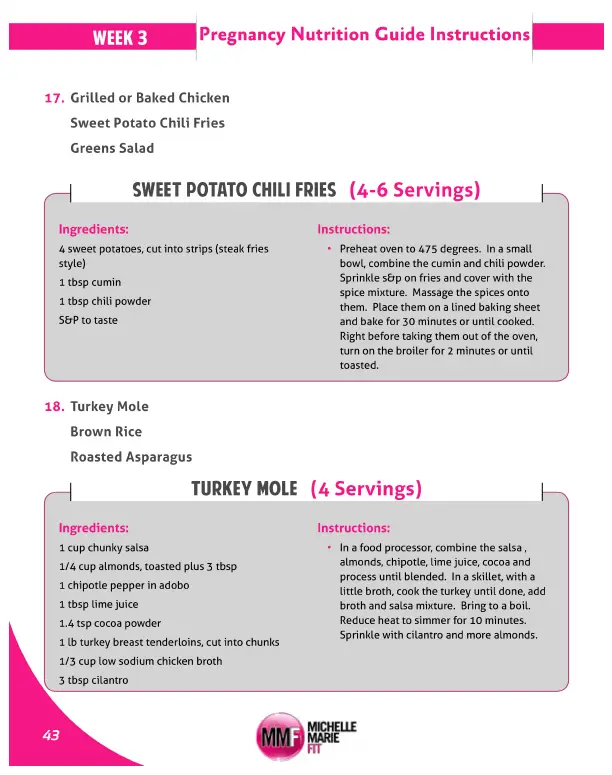 WEEK 3
Pregnancy Nutrition Guide Instructions
17. Grilled or Baked Chicken
Sweet Potato Chili Fries
Greens Salad
SWEET POTATO CHILI FRIES (4-6 Servings)
Ingredients:
4 sweet potatoes, cut into strips (steak fries
style)
1 tbsp cumin
1 tbsp chili powder
S&P to taste
Instructions:
• Preheat oven to 475 degrees. In a small
bowl, combine the cumin and chili powder.
Sprinkle s&p on fries and cover with the
spice mixture. Massage the spices onto
them. Place them on a lined baking sheet
and bake for 30 minutes or until cooked.
Right before taking them out of the oven,
turn on the broiler for 2 minutes or until
toasted.
18. Turkey Mole
Brown Rice
Roasted Asparagus
TURKEY MOLE (4 Servings)
Ingredients:
1 cup chunky salsa
1/4 cup almonds, toasted plus 3 tbsp
1 chipotle pepper in adobo
1 tbsp lime juice
1.4 tsp cocoa powder
1 lb turkey breast tenderloins, cut into chunks
1/3 cup low sodium chicken broth
3 tbsp cilantro
Instructions:
• In a food processor, combine the salsa ,
almonds, chipotle, lime juice, cocoa and
process until blended. In a skillet, with a
little broth, cook the turkey until done, add
broth and salsa mixture. Bring to a boil.
Reduce heat to simmer for 10 minutes.
Sprinkle with cilantro and more almonds.
43
MMF
MICHELLE
MARIE
FIT